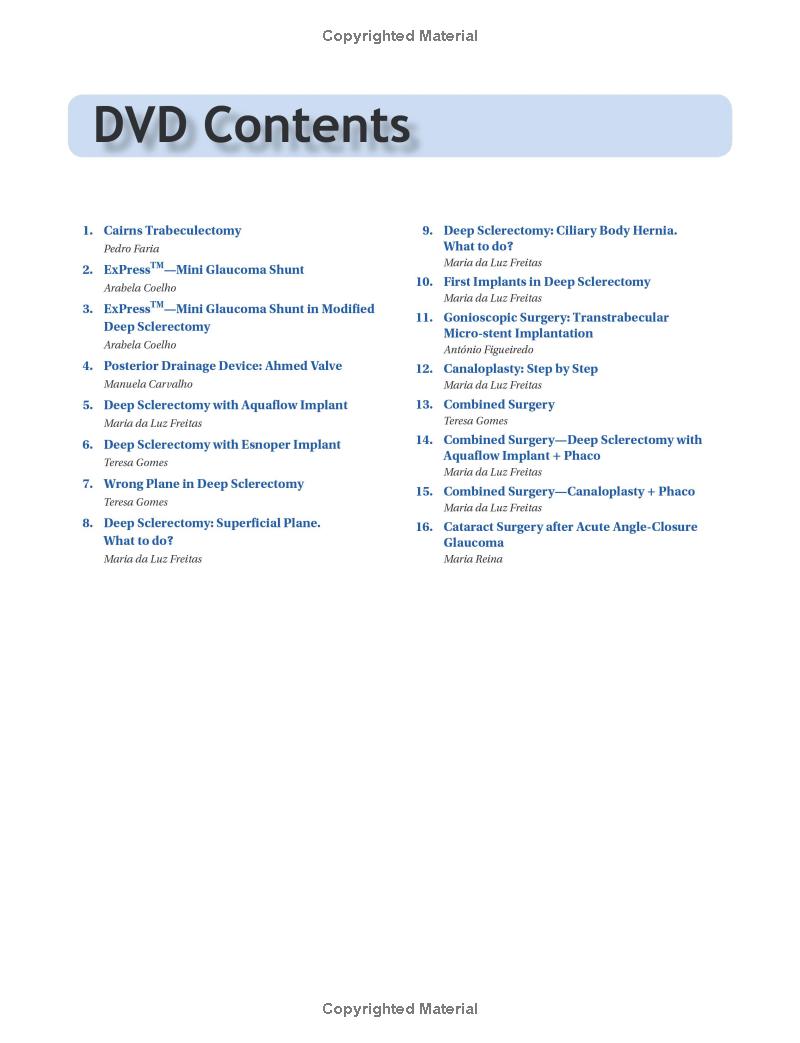 Copyrighted Material
DVD Contents
1. Cairns Trabeculectomy
Pedro Faria
2. ExPress™—Mini Glaucoma Shunt
Arabela Coelho
3. ExPress™—Mini Glaucoma Shunt in Modified
Deep Sclerectomy
Arabela Coelho
4. Posterior Drainage Device: Ahmed Valve
Manuela Carvalho
5. Deep Sclerectomy with Aquaflow Implant
Maria da Luz Freitas
6. Deep Sclerectomy with Esnoper Implant
Teresa Gomes
7. Wrong Plane in Deep Sclerectomy
Teresa Gomes
8. Deep Sclerectomy: Superficial Plane.
What to do?
Maria da Luz Freitas
9. Deep Sclerectomy: Ciliary Body Hernia.
What to do?
Maria da Luz Freitas
10. First Implants in Deep Sclerectomy
Maria da Luz Freitas
11. Gonioscopic Surgery: Transtrabecular
Micro-stent Implantation
António Figueiredo
12. Canaloplasty: Step by Step
Maria da Luz Freitas
13. Combined Surgery
Teresa Gomes
14. Combined Surgery—Deep Sclerectomy with
Aquaflow Implant + Phaco
Maria da Luz Freitas
15. Combined Surgery—Canaloplasty + Phaco
Maria da Luz Freitas
16. Cataract Surgery after Acute Angle-Closure
Glaucoma
Maria Reina
Copyrighted Material